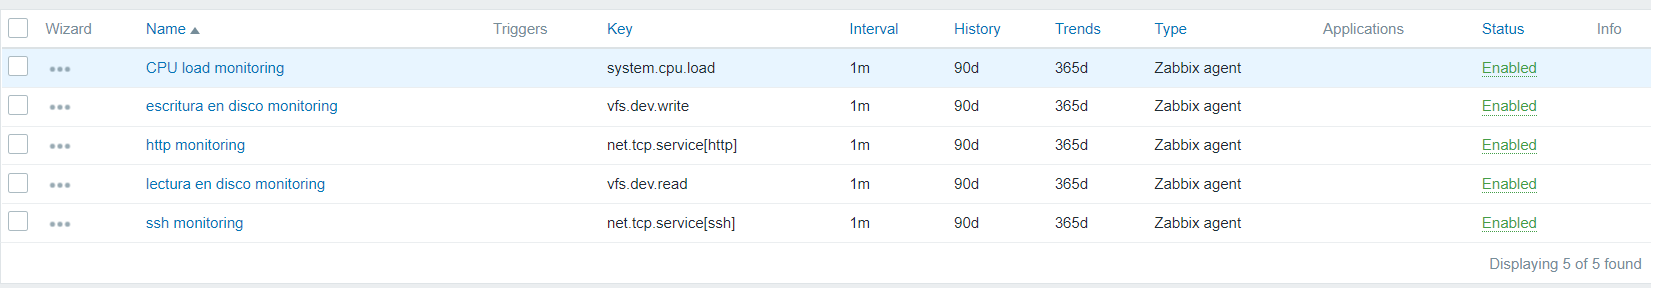 Wizard Name Triggers Key Interval History Trends Type Applications Status Info
CPU load monitoring system.cpu.load 1m 90d 365d Zabbix agent Enabled
escritura en disco monitoring vfs.dev.write 1m 90d 365d Zabbix agent Enabled
http monitoring net.tcp.service[http] 1m 90d 365d Zabbix agent Enabled
lectura en disco monitoring vfs.dev.read 1m 90d 365d Zabbix agent Enabled
ssh monitoring net.tcp.service[ssh] 1m 90d 365d Zabbix agent Enabled
Displaying 5 of 5 found